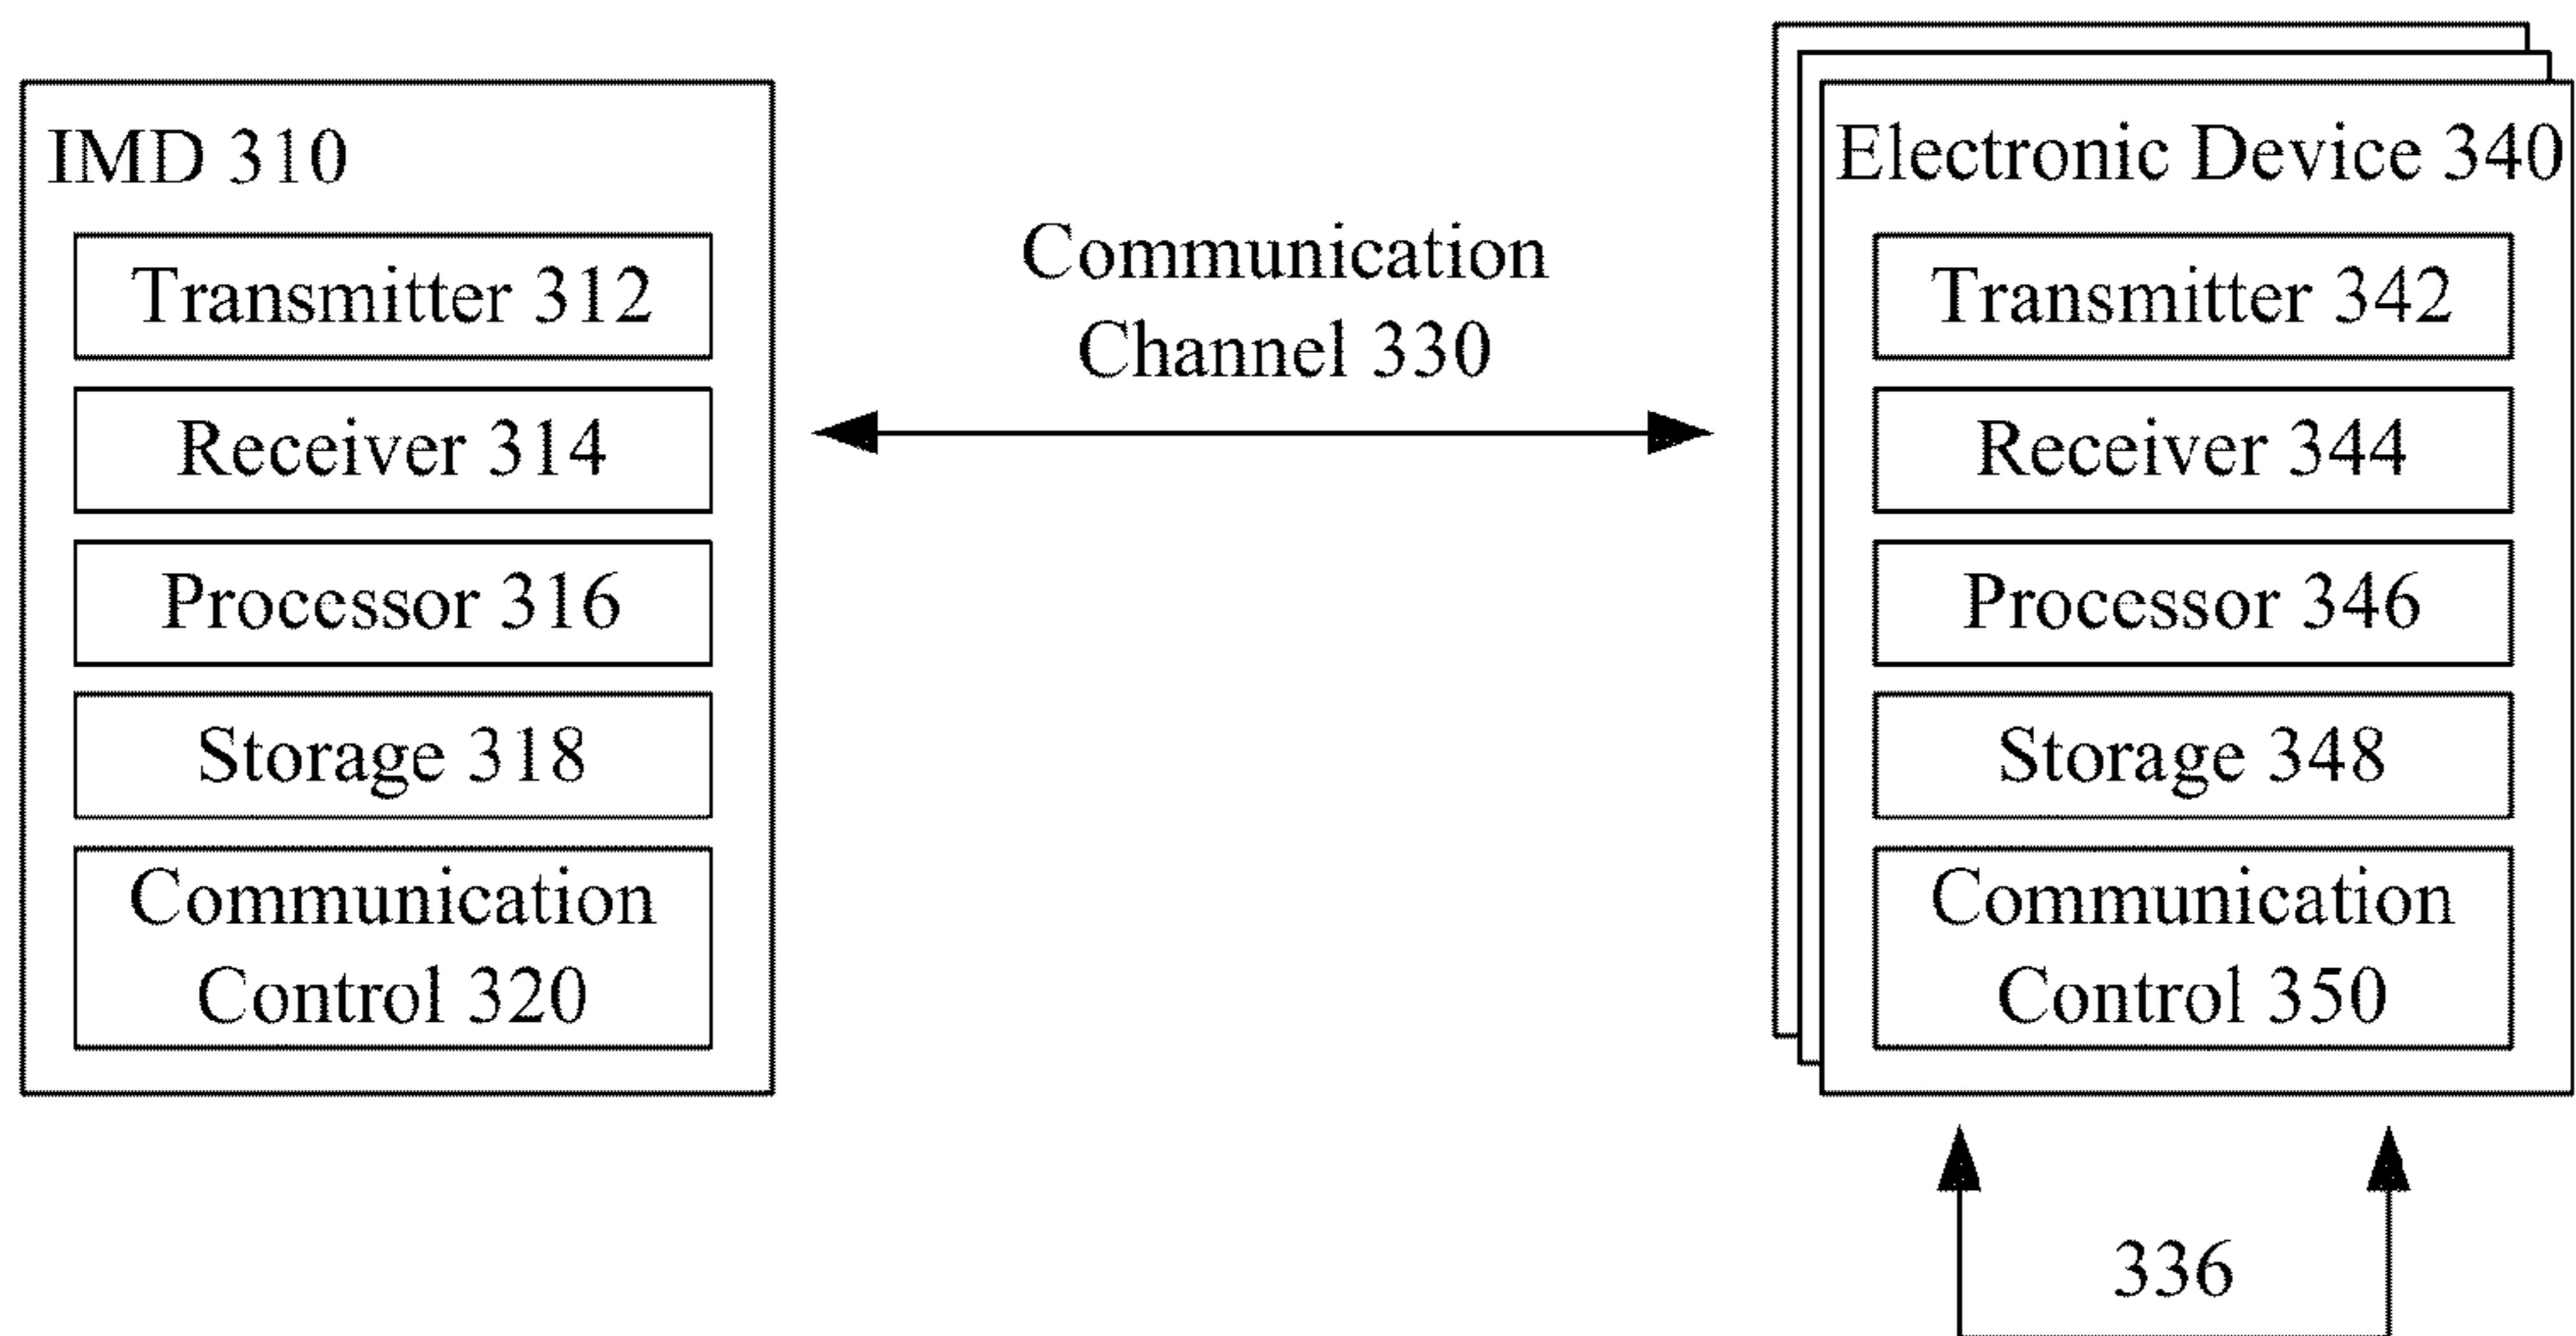 IMD 310
Transmitter 312
Receiver 314
Processor 316
Storage 318
Communication
Control 320
Communication
Channel 330
Electronic Device 340
Transmitter 342
Receiver 344
Processor 346
Storage 348
Communication
Control 350
336